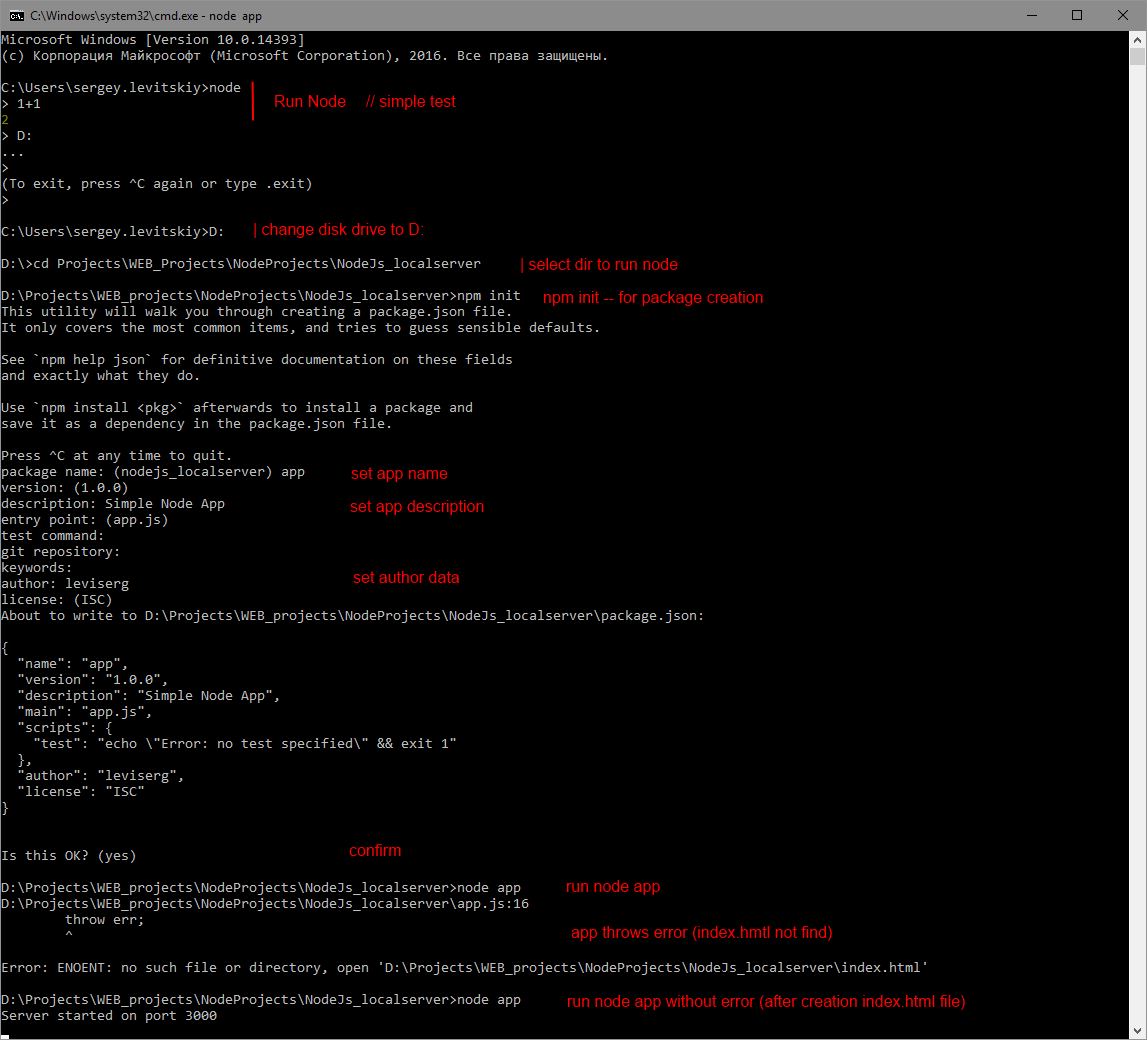 C:\Windows\system32\cmd.exe - node app
Microsoft Windows [Version 10.0.14393]
(c) Корпорация Майкрософт (Microsoft Corporation), 2016. Все права защищены.
C:\Users\sergey.levitskiy>node
> 1+1 Run Node // simple test
2
> D:
...
>
(To exit, press ^C again or type .exit)
>
C:\Users\sergey.levitskiy>D: | change disk drive to D:
D:\>cd Projects\WEB_Projects\NodeProjects\NodeJs_localserver | select dir to run node
D:\Projects\WEB_projects\NodeProjects\NodeJs_localserver>npm init npm init -- for package creation
This utility will walk you through creating a package.json file.
It only covers the most common items, and tries to guess sensible defaults.
See `npm help json` for definitive documentation on these fields
and exactly what they do.
Use `npm install <pkg>` afterwards to install a package and
save it as a dependency in the package.json file.
Press ^C at any time to quit.
package name: (nodejs_localserver) app set app name
version: (1.0.0)
description: Simple Node App set app description
entry point: (app.js)
test command:
git repository:
keywords:
author: leviserg set author data
license: (ISC)
About to write to D:\Projects\WEB_projects\NodeProjects\NodeJs_localserver\package.json:
{
"name": "app",
"version": "1.0.0",
"description": "Simple Node App",
"main": "app.js",
"scripts": {
"test": "echo \"Error: no test specified\" && exit 1"
},
"author": "leviserg",
"license": "ISC"
}
Is this OK? (yes) confirm
D:\Projects\WEB_projects\NodeProjects\NodeJs_localserver>node app run node app
D:\Projects\WEB_projects\NodeProjects\NodeJs_localserver\app.js:16
throw err;
^ app throws error (index.hmtl not find)
Error: ENOENT: no such file or directory, open 'D:\Projects\WEB_projects\NodeProjects\NodeJs_localserver\index.html'
D:\Projects\WEB_projects\NodeProjects\NodeJs_localserver>node app run node app without error (after creation index.html file)
Server started on port 3000